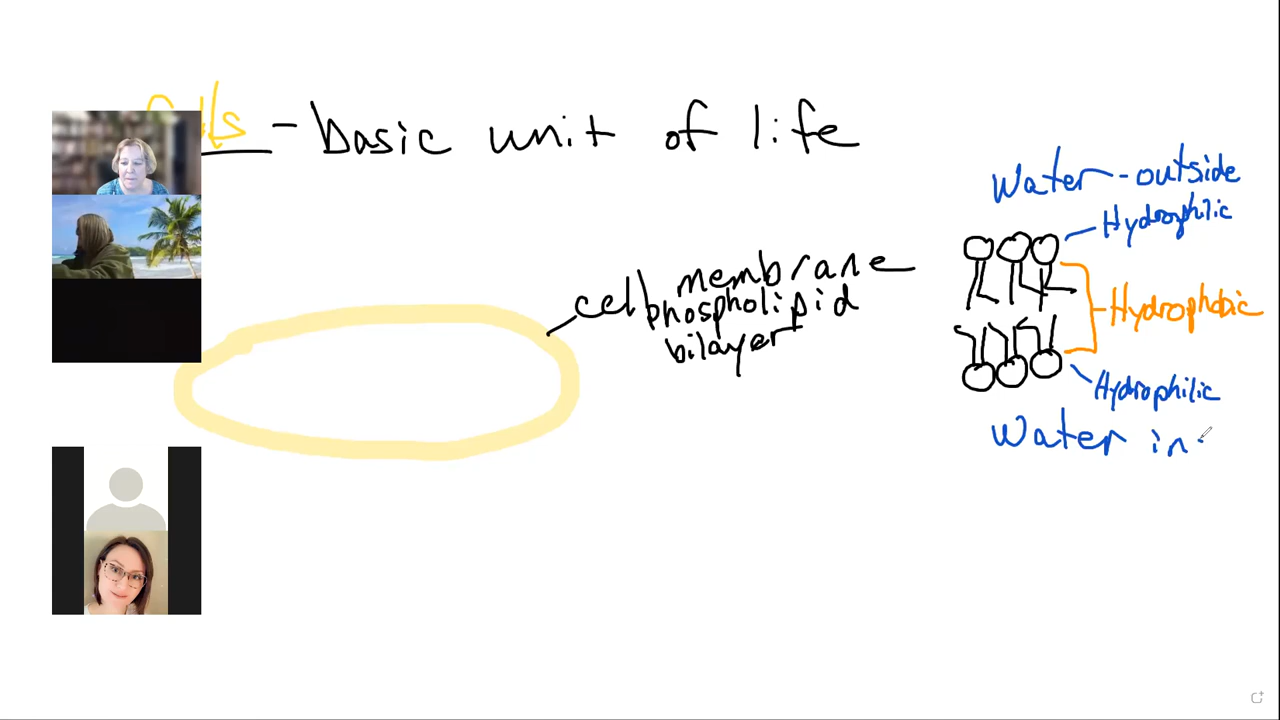 - basic unit of life
Water - outside
Hydrophilic
cell membrane
phospholipid
bilayer
Hydrophobic
Hydrophilic
Water in